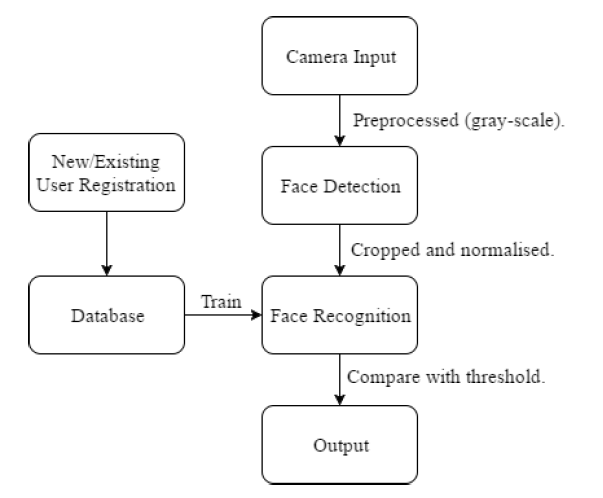 Camera Input
Preprocessed (gray-scale).
New/Existing
User Registration
Face Detection
Cropped and normalised.
Database
Train
Face Recognition
Compare with threshold.
Output